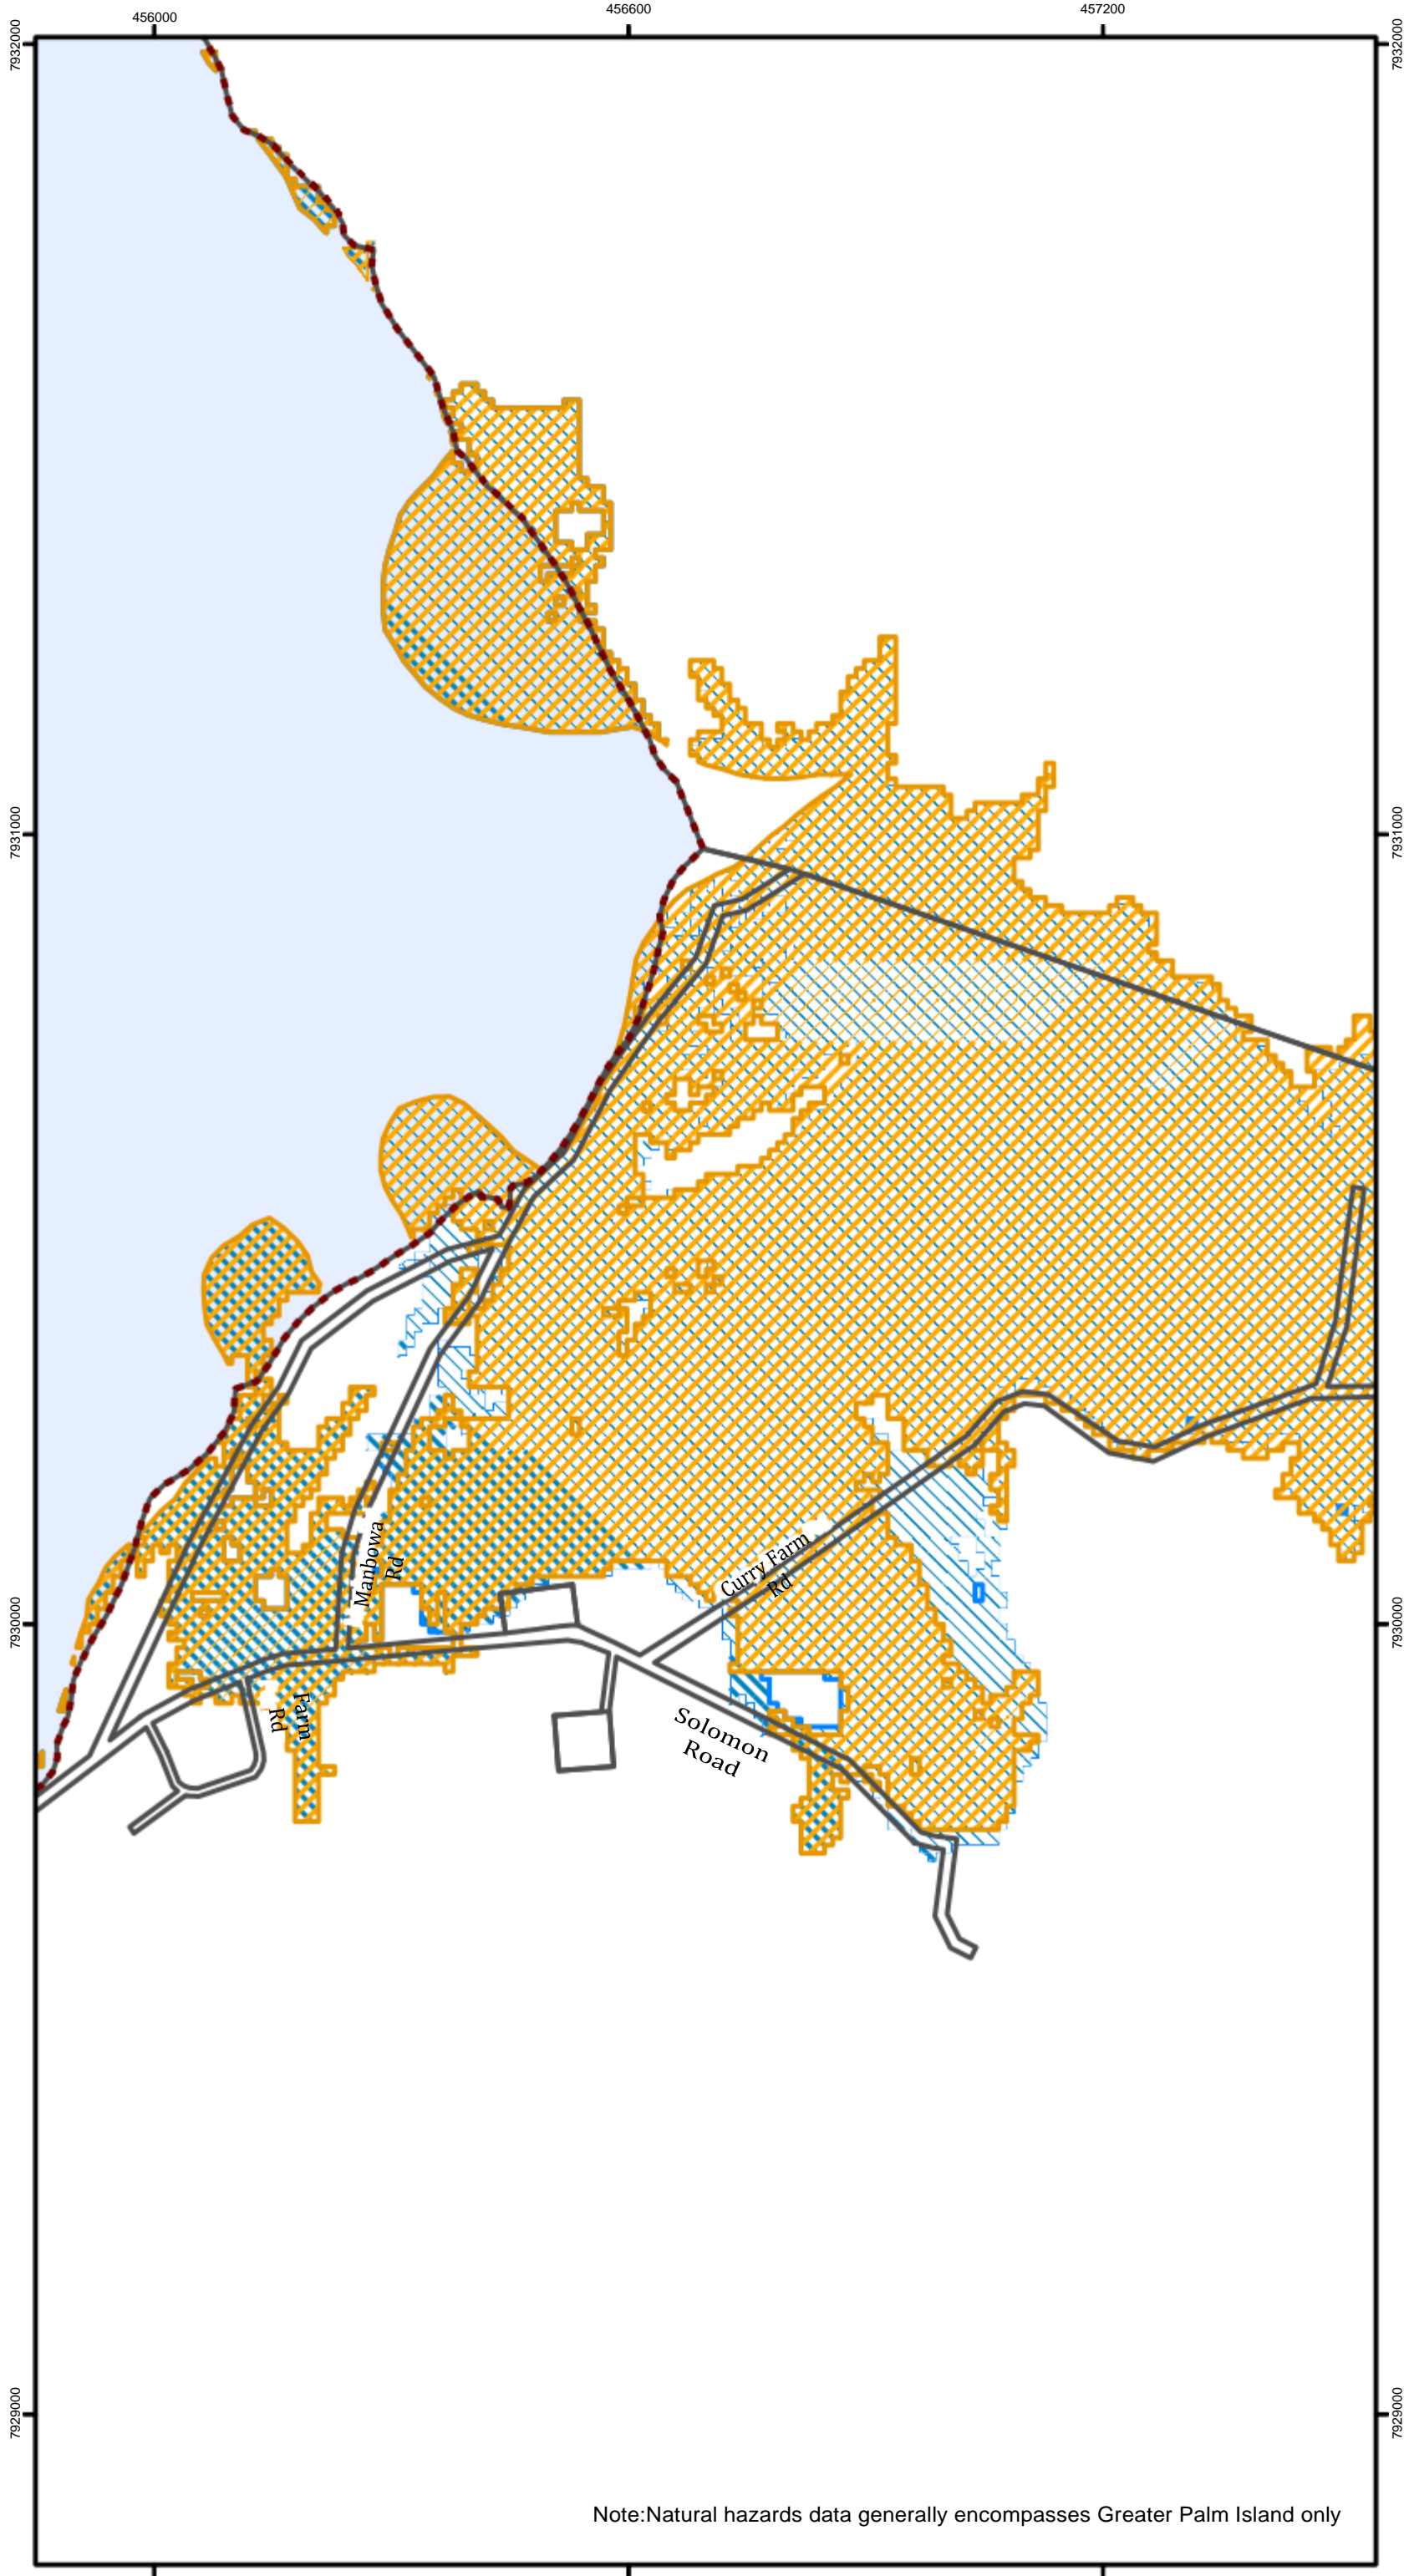 456000
456600
457200
7932000
7932000
7931000
7931000
Manbowa
Rd
Curry Farm
Rd
7930000
7930000
Farm
Rd
Solomon
Road
7929000
7929000
Note:Natural hazards data generally encompasses Greater Palm Island only